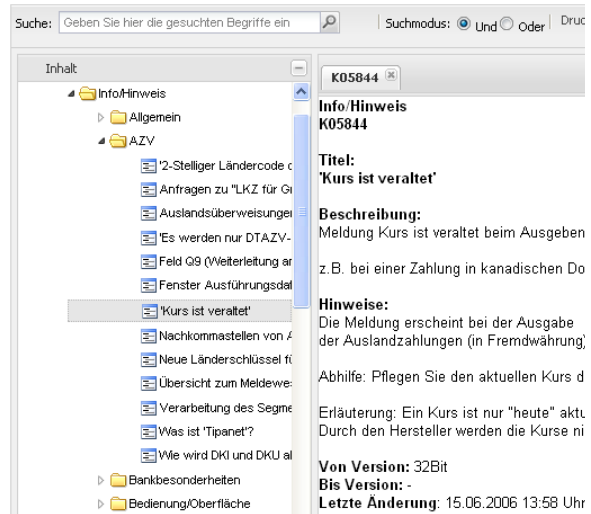 Suche: Geben Sie hier die gesuchten Begriffe ein Suchmodus: Und Oder Druc
Inhalt
Info/Hinweis
Allgemein
AZV
'2-Stelliger Ländercode
Anfragen zu "LKZ für
Auslandsüberweisungen
'Es werden nur DTAZV-
Feld Q9 (Weiterleitung an
Fenster Ausführungsdat
'Kurs ist veraltet'
Nachkommastellen von
Neue Länderschlüssel fü
Übersicht zum Meldewe
Verarbeitung des Segme
Was ist 'Tipanet'?
Wie wird DKI und DKU
Bankbesonderheiten
Bedienung/Oberfläche
K05844
Info/Hinweis
K05844
Titel:
'Kurs ist veraltet'
Beschreibung:
Meldung Kurs ist veraltet beim Ausgeben
z.B. bei einer Zahlung in kanadischen Do
Hinweise:
Die Meldung erscheint bei der Ausgabe
der Auslandzahlungen (in Fremdwährung)
Abhilfe: Pflegen Sie den aktuellen Kurs d
Erläuterung: Ein Kurs ist nur "heute" aktu
Durch den Hersteller werden die Kurse ni
Von Version: 32Bit
Bis Version: -
Letzte Änderung: 15.06.2006 13:58 Uhr